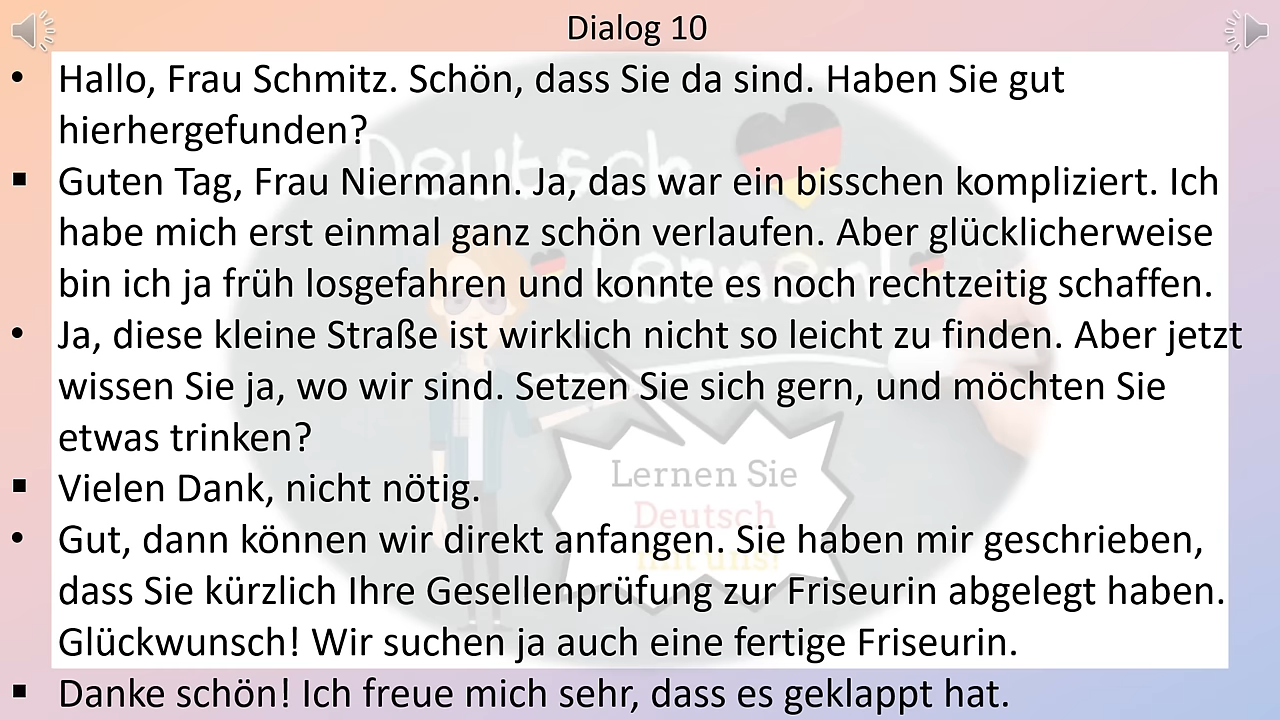 Dialog 10
• Hallo, Frau Schmitz. Schön, dass Sie da sind. Haben Sie gut
hierhergefunden?
▪ Guten Tag, Frau Niermann. Ja, das war ein bisschen kompliziert. Ich
habe mich erst einmal ganz schön verlaufen. Aber glücklicherweise
bin ich ja früh losgefahren und konnte es noch rechtzeitig schaffen.
• Ja, diese kleine Straße ist wirklich nicht so leicht zu finden. Aber jetzt
wissen Sie ja, wo wir sind. Setzen Sie sich gern, und möchten Sie
etwas trinken?
▪ Vielen Dank, nicht nötig.
• Gut, dann können wir direkt anfangen. Sie haben mir geschrieben,
dass Sie kürzlich Ihre Gesellenprüfung zur Friseurin abgelegt haben.
Glückwunsch! Wir suchen ja auch eine fertige Friseurin.
▪ Danke schön! Ich freue mich sehr, dass es geklappt hat.
Deutsch
Lernen!
Lernen Sie
Deutsch
mit uns!